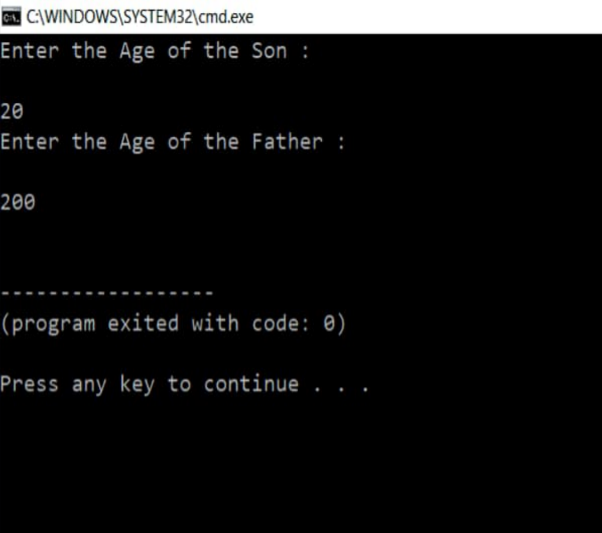 C:\WINDOWS\SYSTEM32\cmd.exe
Enter the Age of the Son :
20
Enter the Age of the Father :
200
------------------
(program exited with code: 0)
Press any key to continue . . .